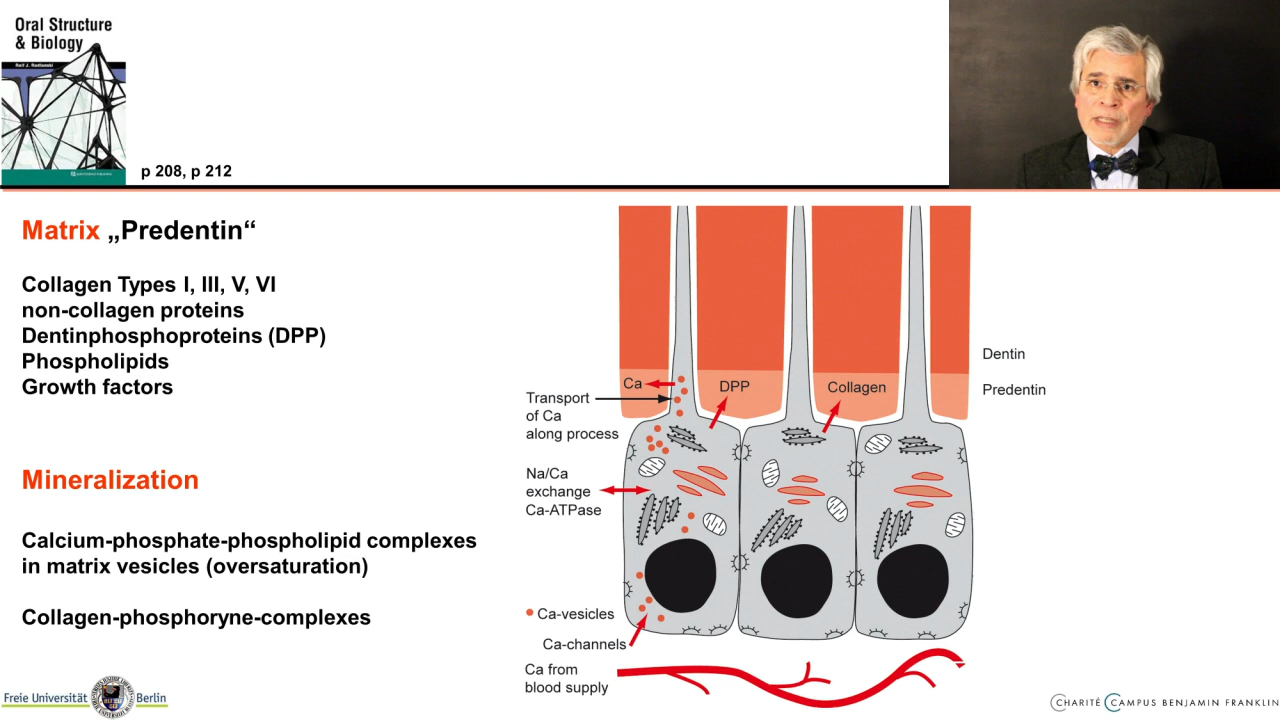 Oral Structure
& Biology
Ralf J. Radlanski
p 208, p 212
Matrix „Predentin“
Collagen Types I, III, V, VI
non-collagen proteins
Dentinphosphoproteins (DPP)
Phospholipids
Growth factors
Mineralization
Calcium-phosphate-phospholipid complexes
in matrix vesicles (oversaturation)
Collagen-phosphoryne-complexes
Dentin
Predentin
Ca
DPP
Collagen
Transport
of Ca
along process
Na/Ca
exchange
Ca-ATPase
Ca-vesicles
Ca-channels
Ca from
blood supply
Freie Universität Berlin
CHARITÉ CAMPUS BENJAMIN FRANKLIN